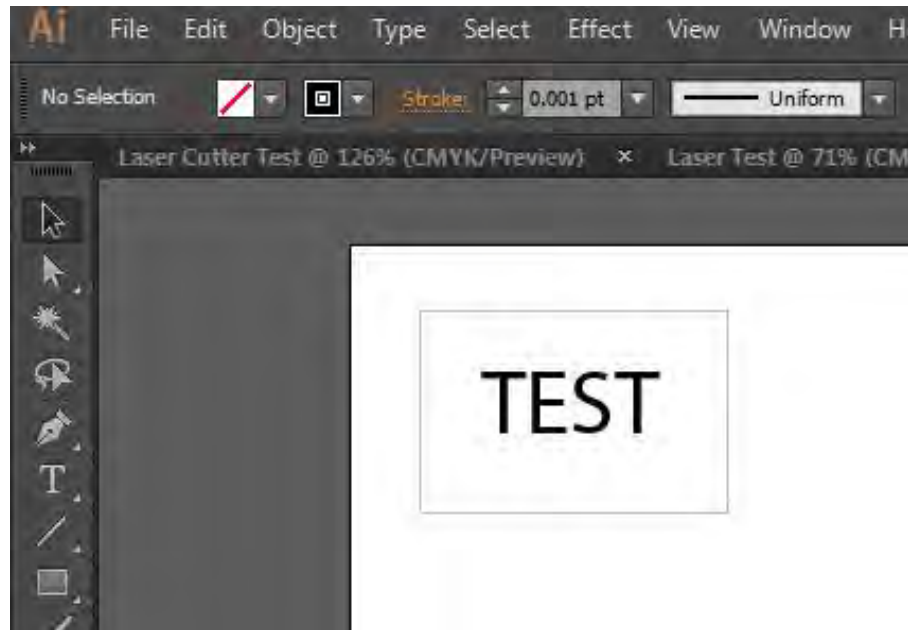 Ai File Edit Object Type Select Effect View Window H
No Selection Stroke: 0.001 pt Uniform
Laser Cutter Test @ 126% (CMYK/Preview) × Laser Test @ 71% (CM
TEST
T